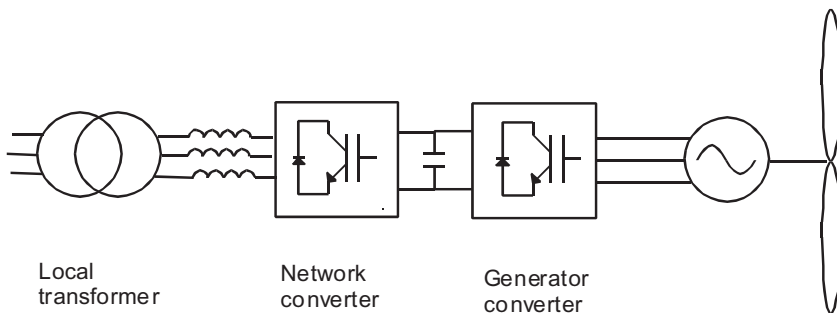 Local
transformer
Network
converter
Generator
converter